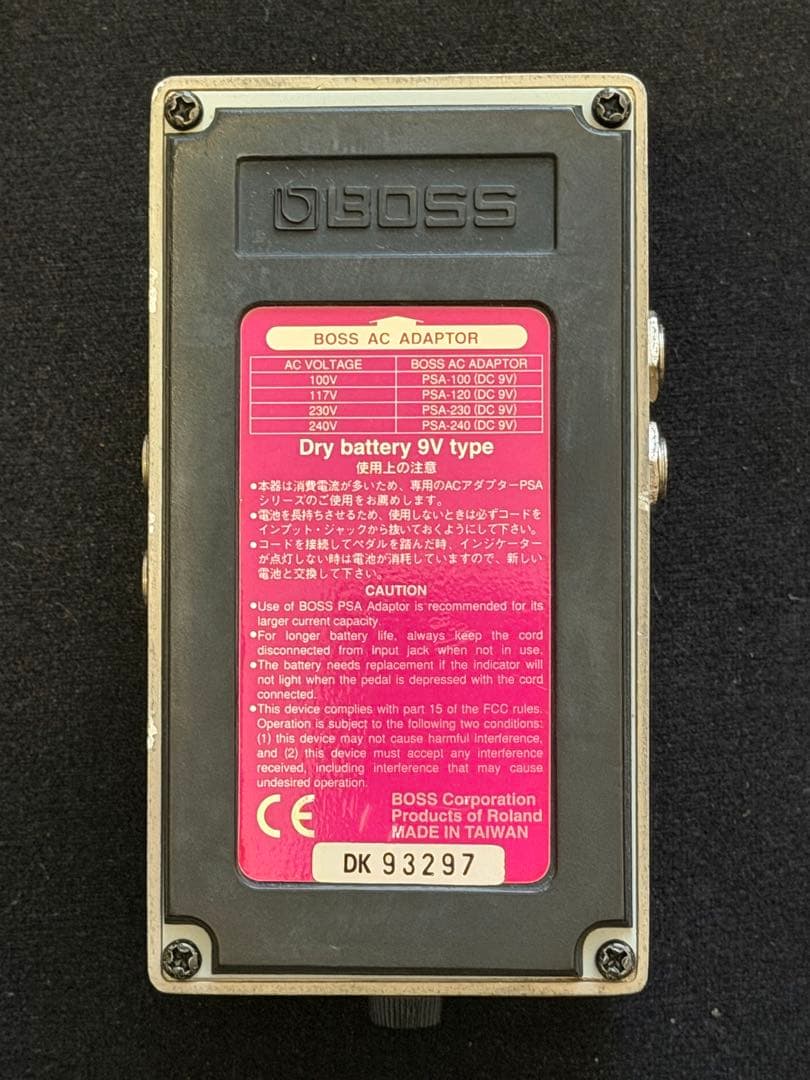 BOSS
BOSS AC ADAPTOR
AC VOLTAGE BOSS AC ADAPTOR
100V PSA-100 (DC 9V)
117V PSA-120 (DC 9V)
230V PSA-230 (DC 9V)
240V PSA-240 (DC 9V)
Dry battery 9V type
使用上の注意
●本器は消費電流が多いため、専用のACアダプターPSA
シリーズのご使用をお薦めします。
●電池を長持ちさせるため、使用しないときは必ずコードを
インプット・ジャックから抜いておくようにして下さい。
●コードを接続してペダルを踏んだ時、インジケーター
が点灯しない時は電池が消耗していますので、新しい
電池と交換して下さい。
CAUTION
●Use of BOSS PSA Adaptor is recommended for its
larger current capacity.
●For longer battery life, always keep the cord
disconnected from input jack when not in use.
●The battery needs replacement if the indicator will
not light when the pedal is depressed with the cord
connected.
●This device complies with part 15 of the FCC rules.
Operation is subject to the following two conditions:
(1) this device may not cause harmful interference,
and (2) this device must accept any interference
received, including interference that may cause
undesired operation.
CE
BOSS Corporation
Products of Roland
MADE IN TAIWAN
DK 93297